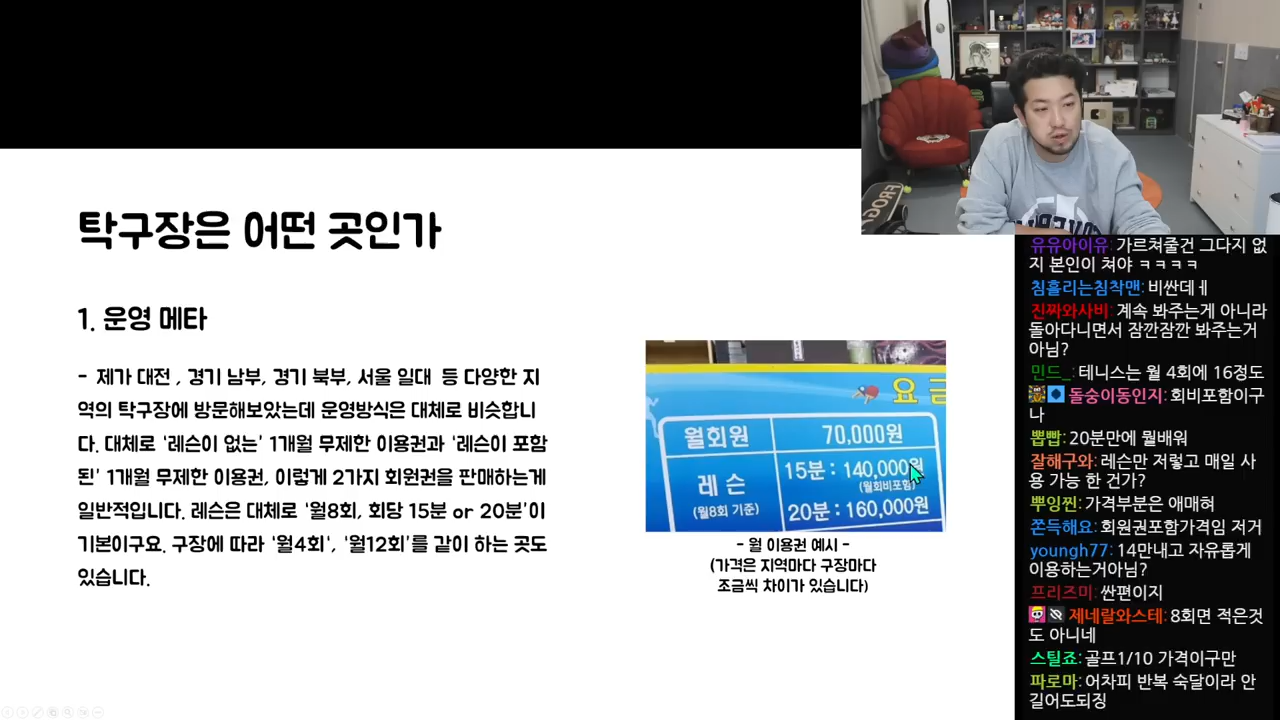 탁구장은 어떤 곳인가
1. 운영 메타
- 제가 대전 , 경기 남부, 경기 북부, 서울 일대 등 다양한 지
역의 탁구장에 방문해보았는데 운영방식은 대체로 비슷합니
다. 대체로 '레슨이 없는' 1개월 무제한 이용권과 '레슨이 포함
된' 1개월 무제한 이용권, 이렇게 2가지 회원권을 판매하는게
일반적입니다. 레슨은 대체로 '월8회, 회당 15분 or 20분'이
기본이구요. 구장에 따라 '월4회', '월12회'를 같이 하는 곳도
있습니다.
요금
월회원 70,000원
레 슨
(월8회 기준)
15분 : 140,000원
(월회비포함)
20분 : 160,000원
- 월 이용권 예시 -
(가격은 지역마다 구장마다
조금씩 차이가 있습니다)
유유아이유: 가르쳐줄건 그다지 없
지 본인이 쳐야 ㅋㅋㅋㅋ
침흘리는침착맨: 비싼데ㅔ
진짜와사비: 계속 봐주는게 아니라
돌아다니면서 잠깐잠깐 봐주는거
아님?
민드_: 테니스는 월 4회에 16정도
돌숭이동인지: 회비포함이구
나
뽑빱: 20분만에 뭘배워
잘해구와: 레슨만 저렇고 매일 사
용 가능 한 건가?
뿌잉찐: 가격부분은 애매혀
쫀득해요: 회원권포함가격임 저거
youngh77: 14만내고 자유롭게
이용하는거아님?
프리즈미: 싼편이지
제네랄와스테: 8회면 적은것
도 아니네
스틸죠: 골프1/10 가격이구만
파로마: 어차피 반복 숙달이라 안
길어도되징